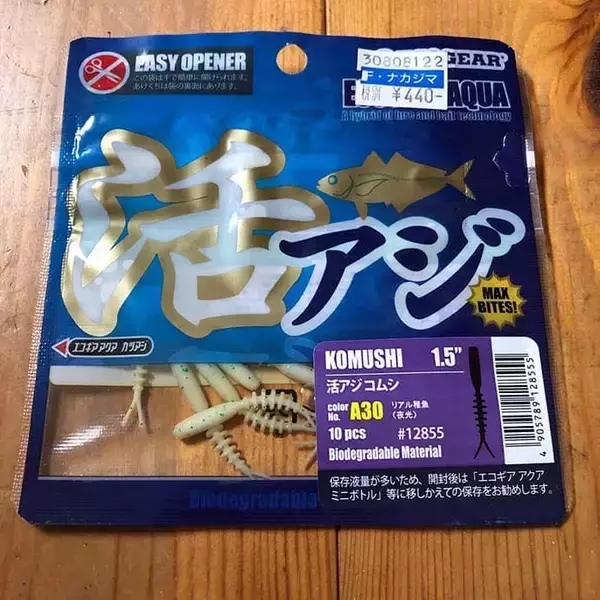 EASY OPENER
この袋は手で簡単に開けられます。
あけくちは袋の裏面にあります。
30808122
F・ナカジマ
税別 ¥440-
GEAR
AQUA
A hybrid of lure and bait technology
活アジ
MAX
BITES!
エコギア アクア カツアジ
KOMUSHI 1.5"
活アジ コムシ
color
No. A30 リアル稚魚
(夜光)
10 pcs #12855
Biodegradable Material
4 905789 128555
保存液量が多いため、開封後は「エコギア アクア
ミニボトル」等に移しかえての保存をお勧めします。
Biodegradable